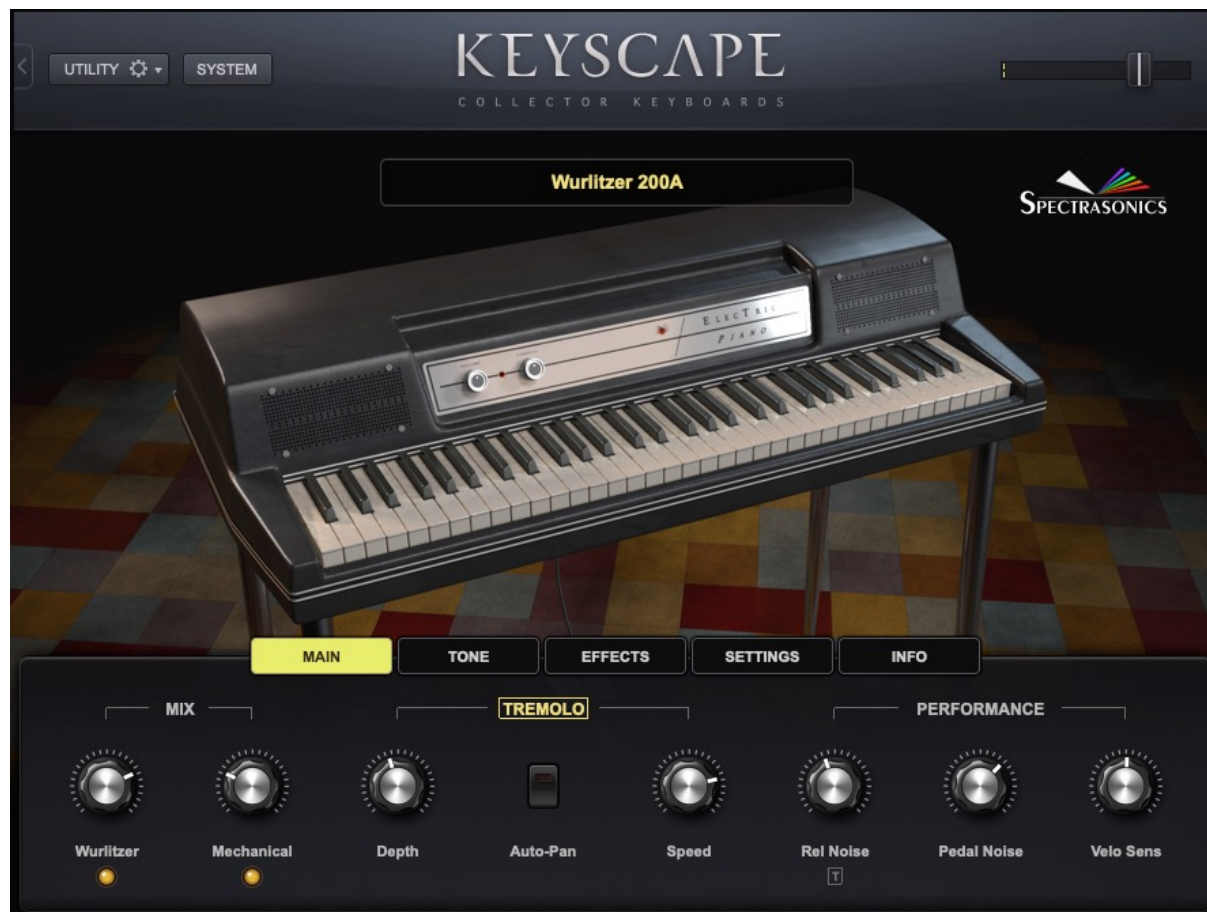 UTILITY
SYSTEM
KEYSCAPE
COLLECTOR KEYBOARDS
Wurlitzer 200A
SPECTRASONICS
ELECTRIC
PIANO
MAIN
TONE
EFFECTS
SETTINGS
INFO
MIX
TREMOLO
PERFORMANCE
Wurlitzer
Mechanical
Depth
Auto-Pan
Speed
Rel Noise
Pedal Noise
Velo Sens
T